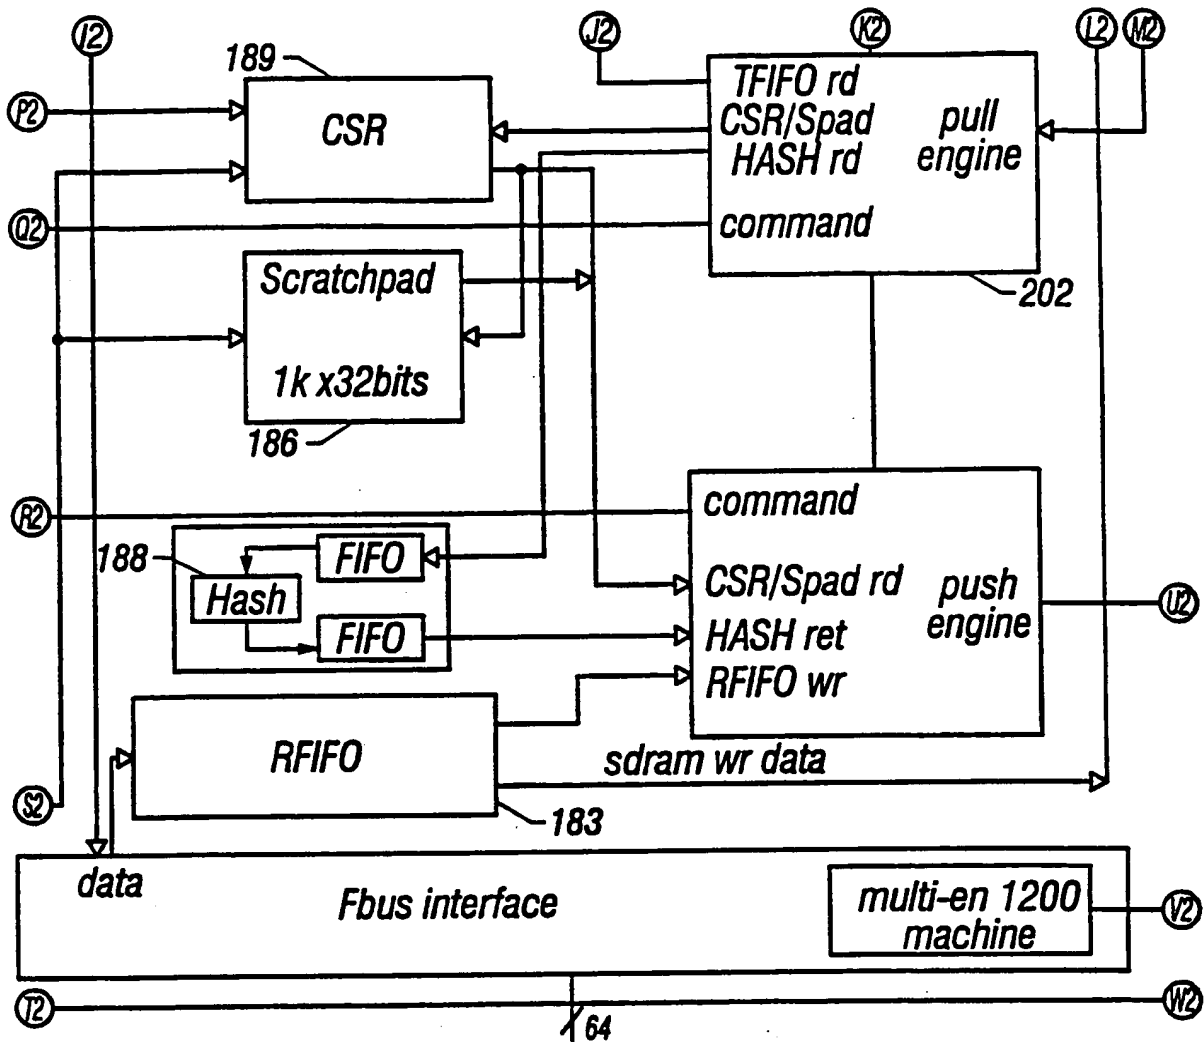 I2
J2
K2
L2
M2
189
P2
CSR
TFIFO rd
CSR/Spad
HASH rd
pull
engine
Q2
command
Scratchpad
1k x32bits
202
186
R2
command
188
FIFO
Hash
FIFO
CSR/Spad rd
HASH ret
RFIFO wr
push
engine
U2
RFIFO
sdram wr data
S2
183
data
Fbus interface
multi-en 1200
machine
V2
T2
W2
64